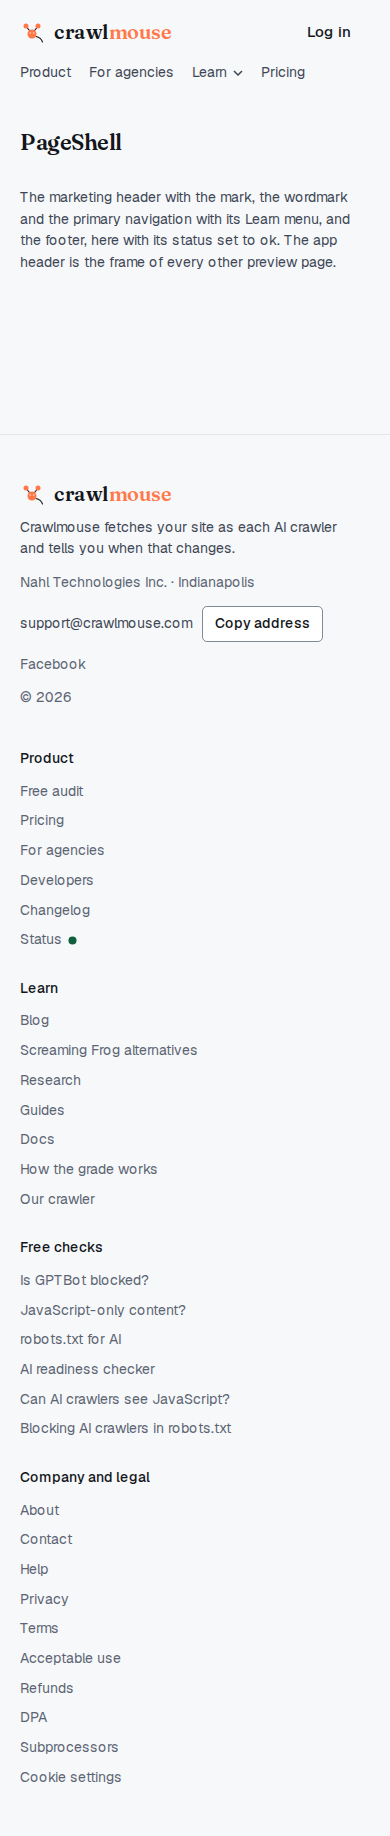 crawlmouse
Log in
Product For agencies Learn Pricing
PageShell
The marketing header with the mark, the wordmark
and the primary navigation with its Learn menu, and
the footer, here with its status set to ok. The app
header is the frame of every other preview page.
crawlmouse
Crawlmouse fetches your site as each AI crawler
and tells you when that changes.
Nahl Technologies Inc. · Indianapolis
support@crawlmouse.com Copy address
Facebook
© 2026
Product
Free audit
Pricing
For agencies
Developers
Changelog
Status
Learn
Blog
Screaming Frog alternatives
Research
Guides
Docs
How the grade works
Our crawler
Free checks
Is GPTBot blocked?
JavaScript-only content?
robots.txt for AI
AI readiness checker
Can AI crawlers see JavaScript?
Blocking AI crawlers in robots.txt
Company and legal
About
Contact
Help
Privacy
Terms
Acceptable use
Refunds
DPA
Subprocessors
Cookie settings